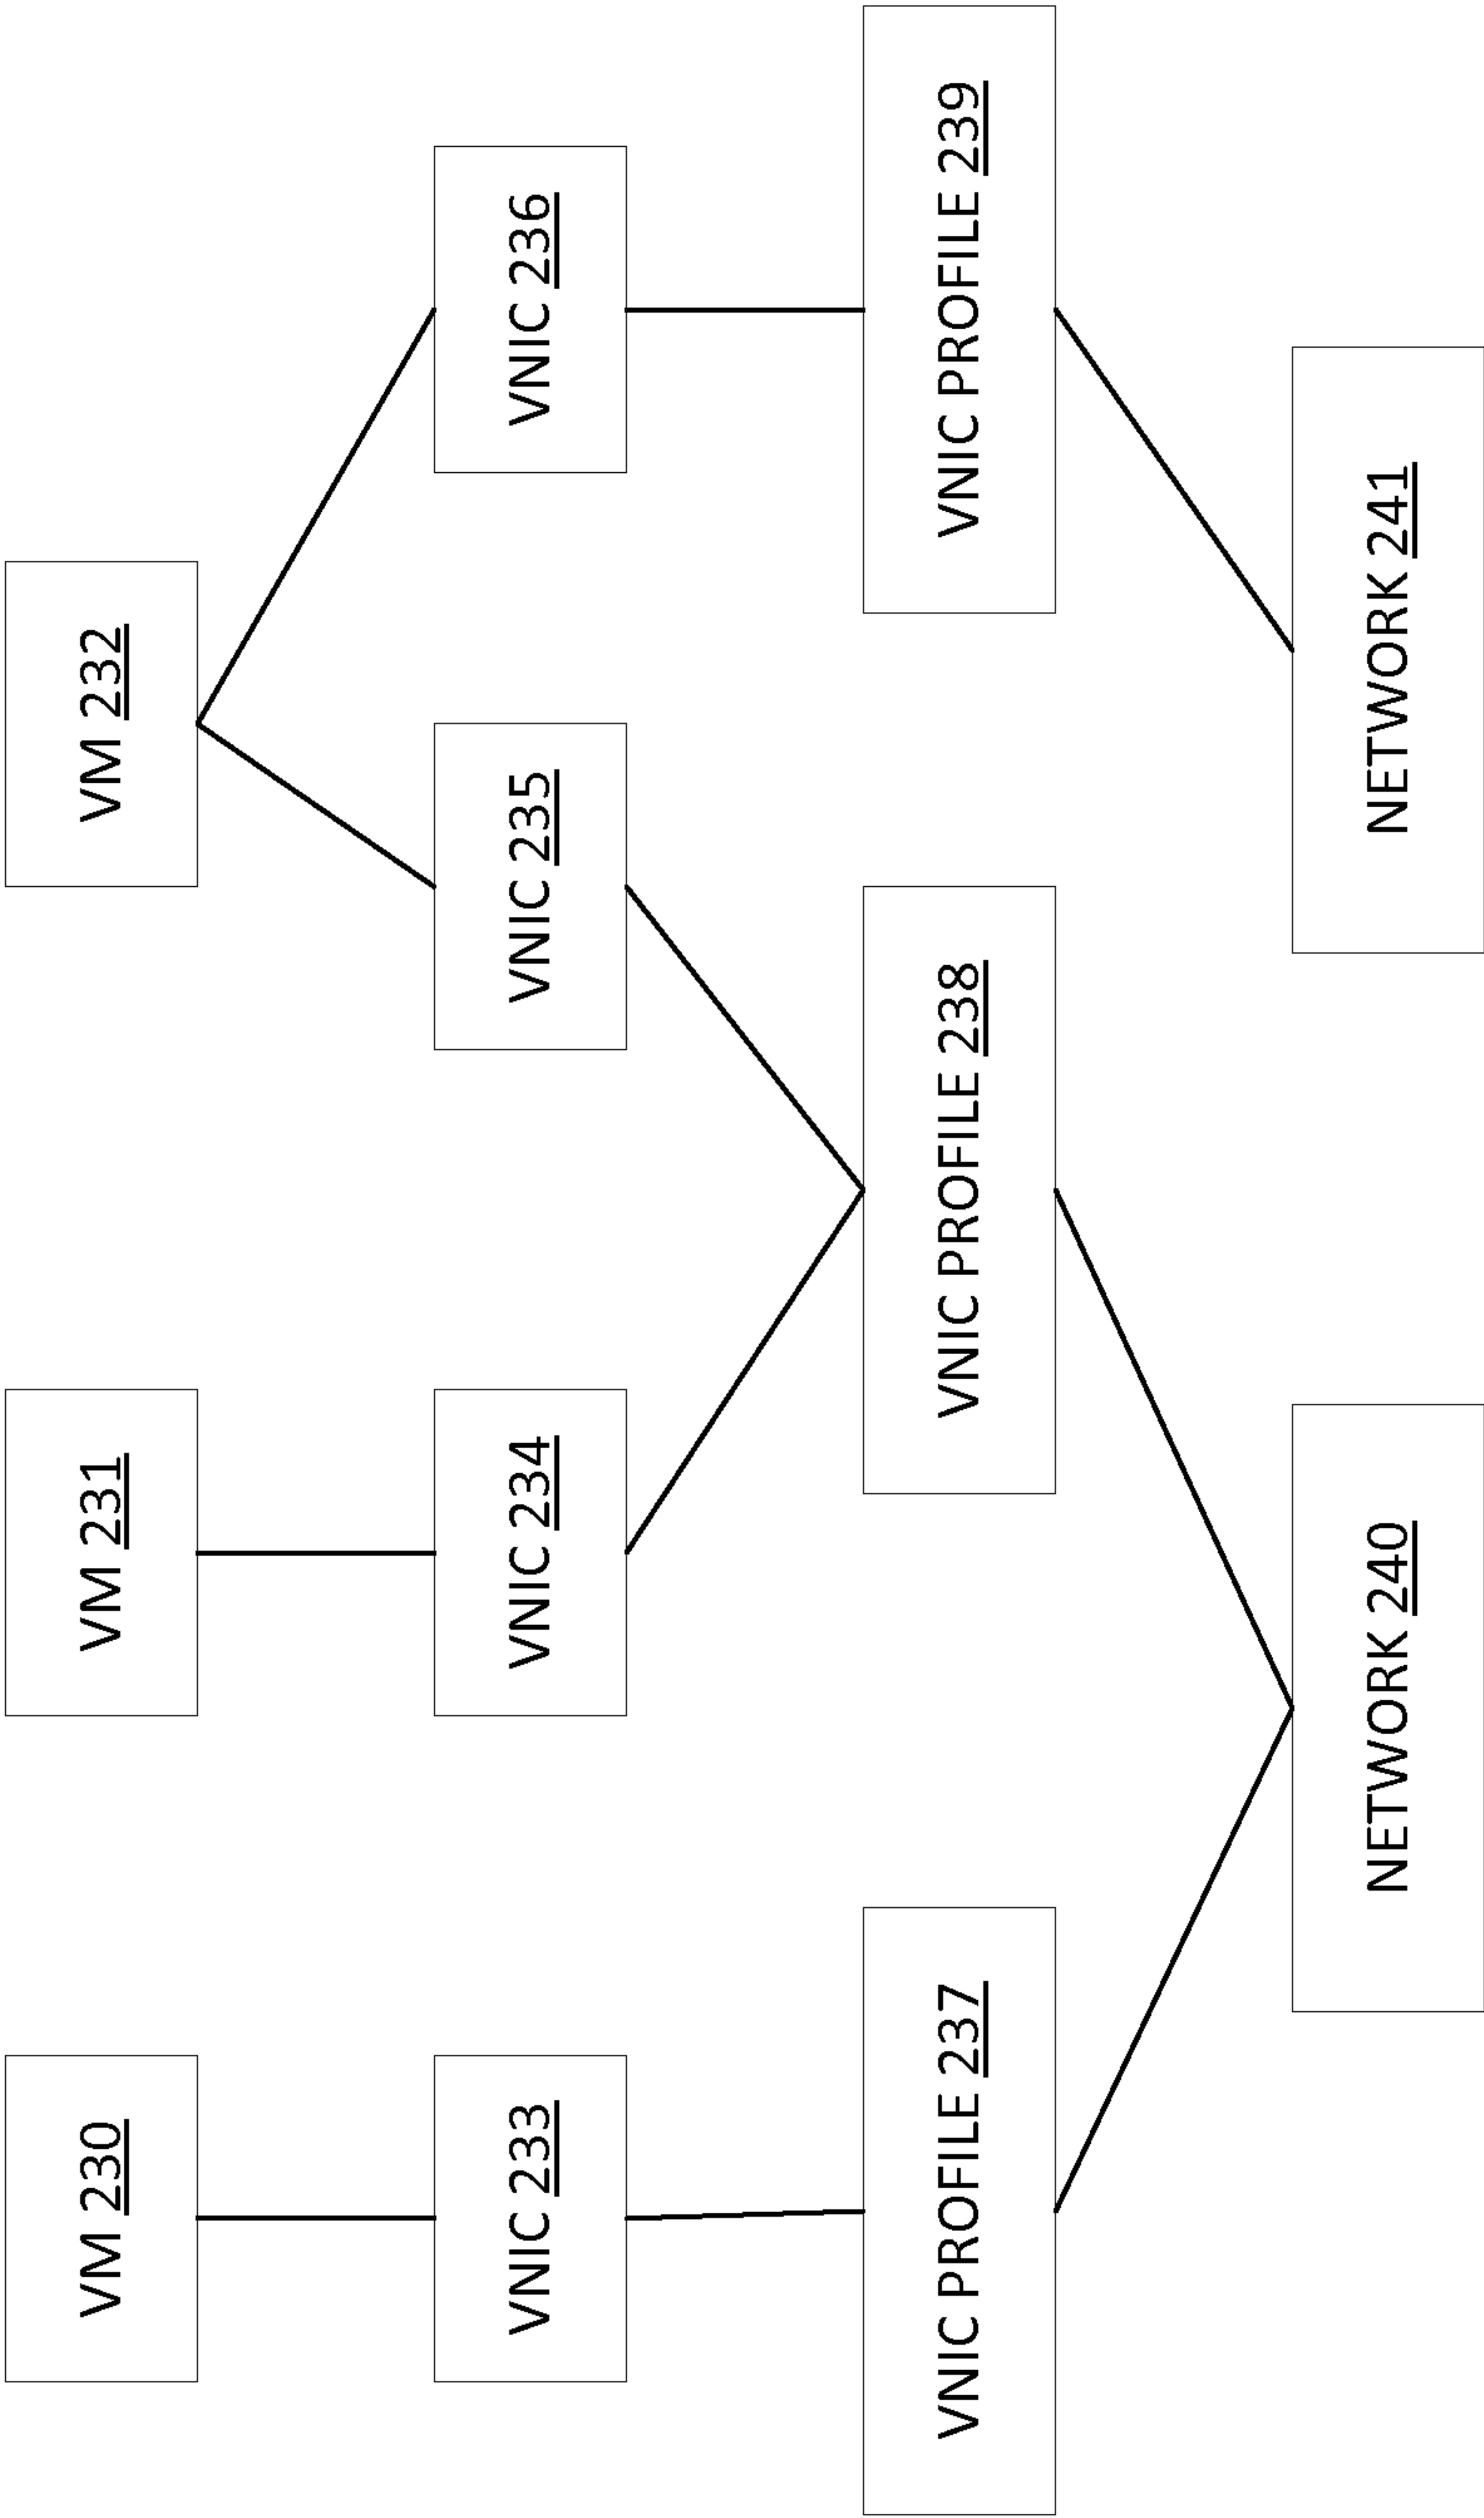 VM 230
VM 231
VM 232
VNIC 233
VNIC 234
VNIC 235
VNIC 236
VNIC PROFILE 237
VNIC PROFILE 238
VNIC PROFILE 239
NETWORK 240
NETWORK 241